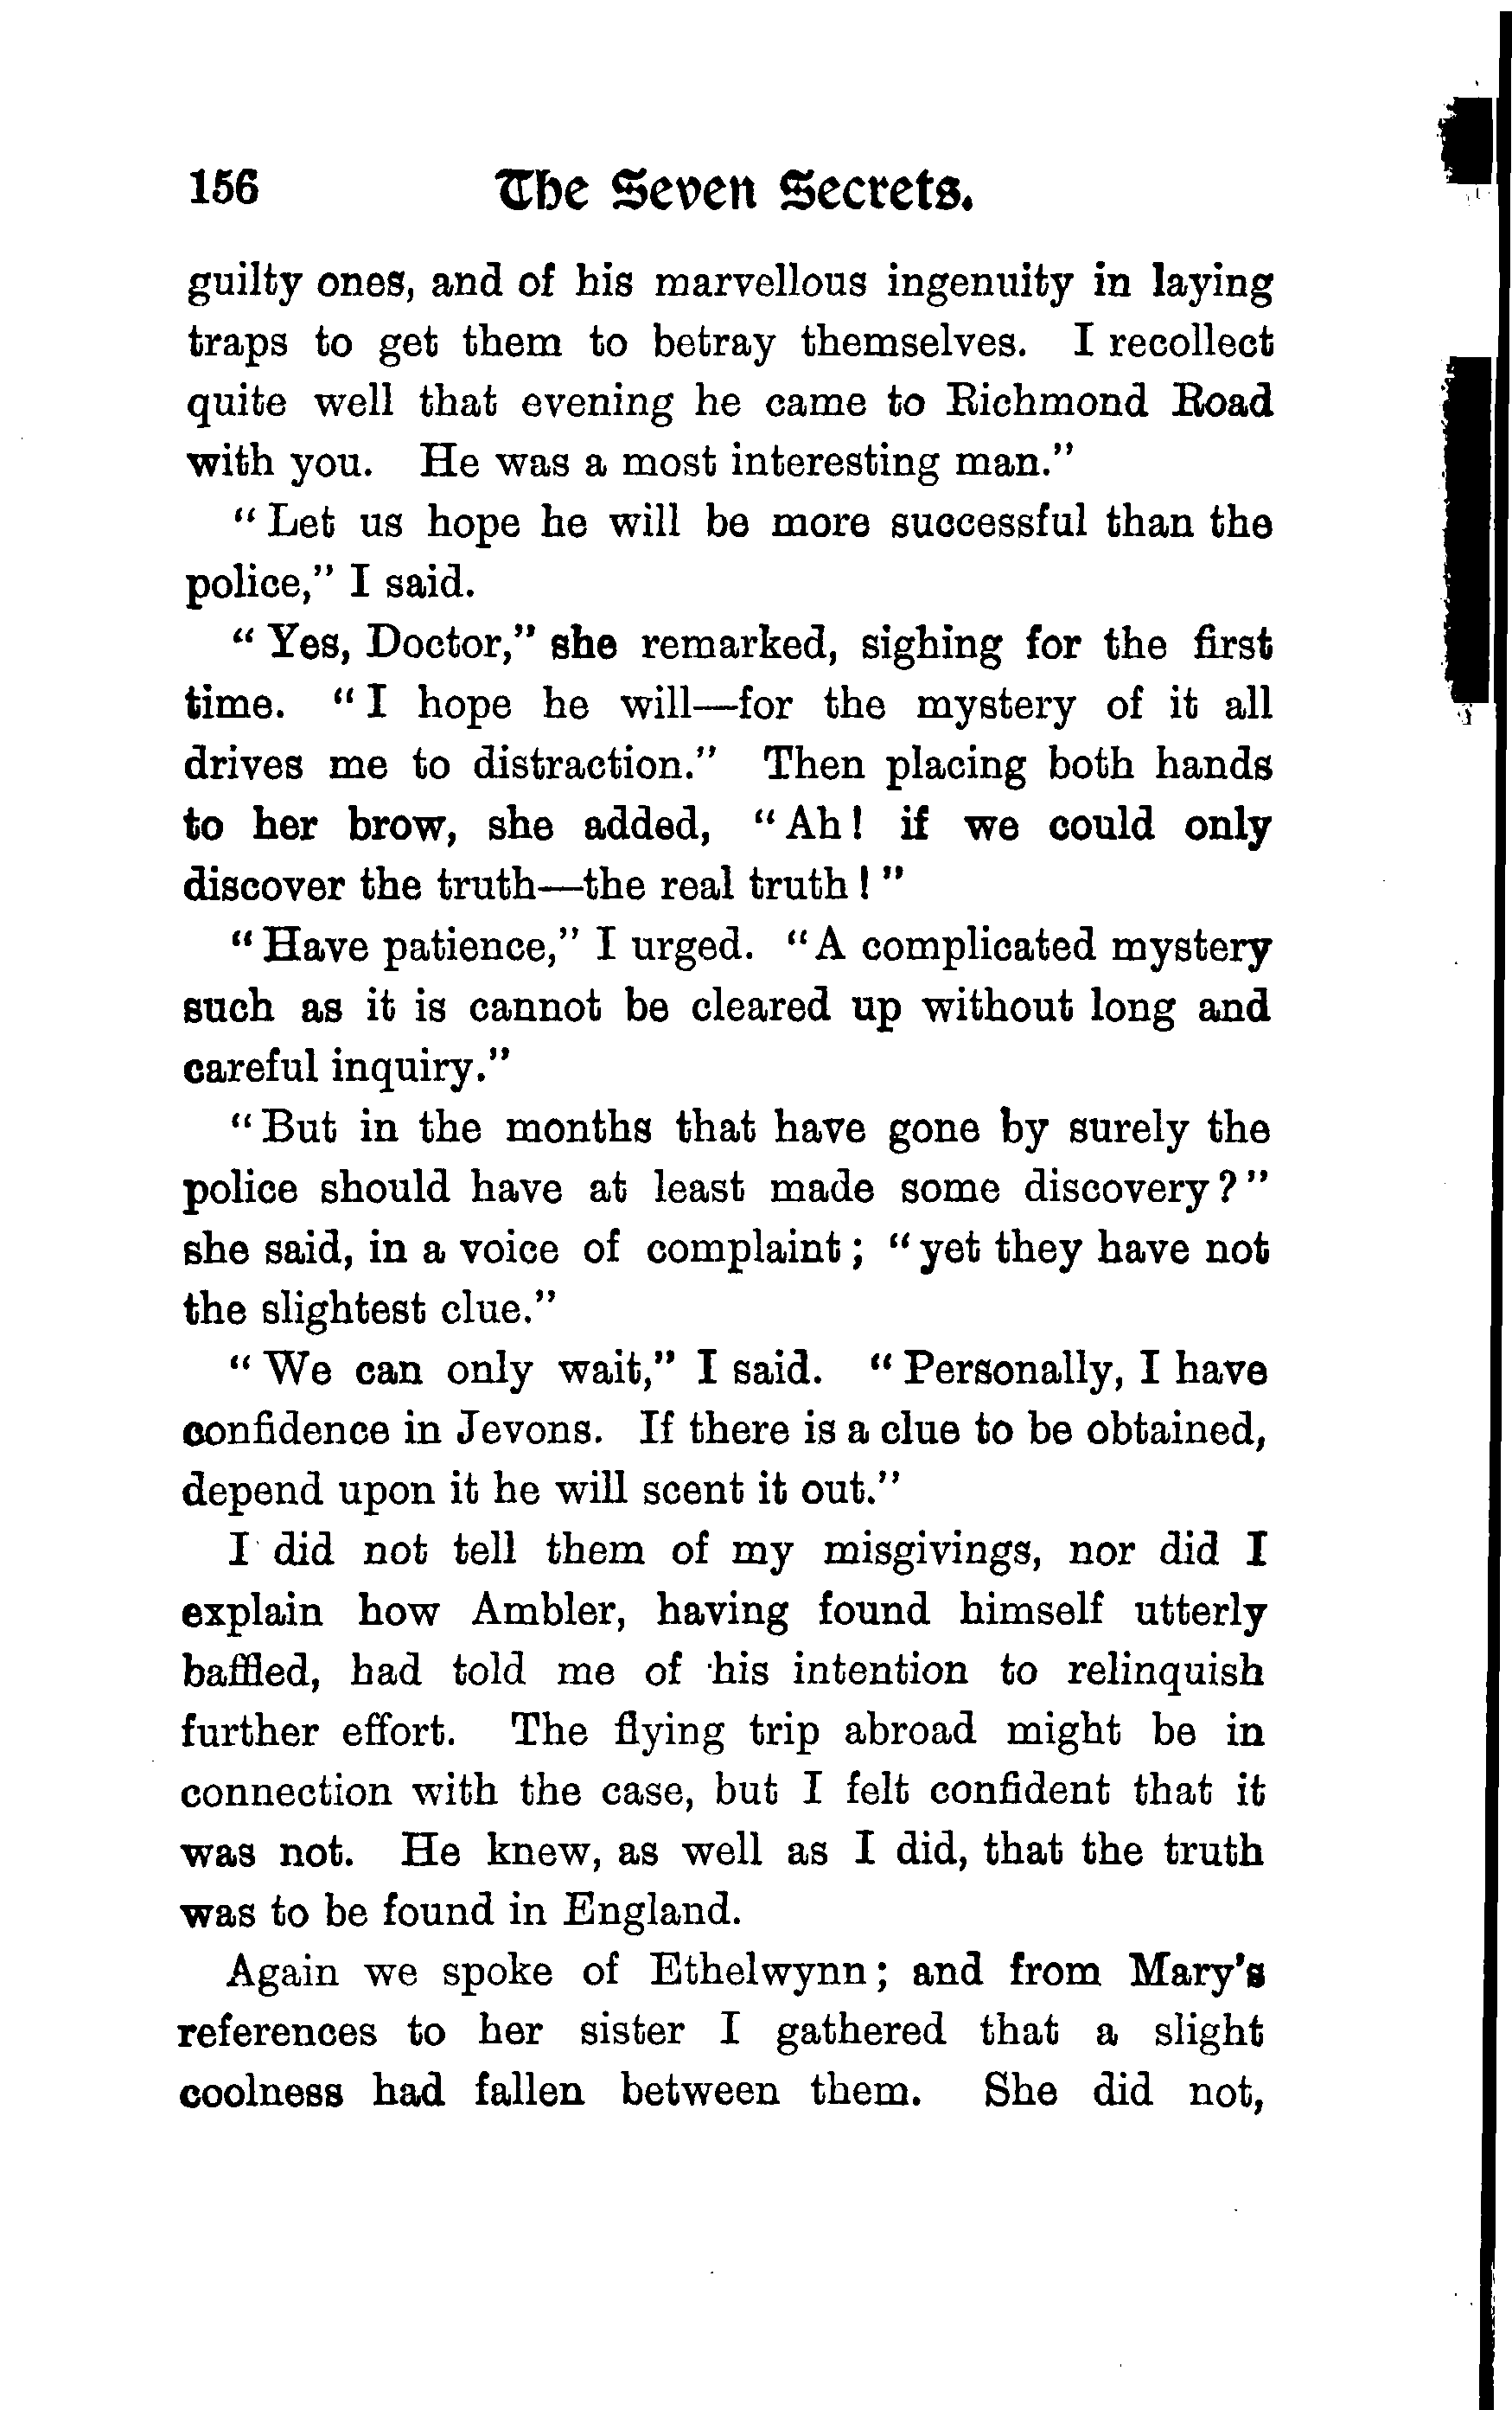 156 The Seven Secrets.
guilty ones, and of his marvellous ingenuity in laying
traps to get them to betray themselves. I recollect
quite well that evening he came to Richmond Road
with you. He was a most interesting man."
"Let us hope he will be more successful than the
police," I said.
"Yes, Doctor," she remarked, sighing for the first
time. "I hope he will—for the mystery of it all
drives me to distraction." Then placing both hands
to her brow, she added, "Ah! if we could only
discover the truth—the real truth!"
"Have patience," I urged. "A complicated mystery
such as it is cannot be cleared up without long and
careful inquiry."
"But in the months that have gone by surely the
police should have at least made some discovery?"
she said, in a voice of complaint; "yet they have not
the slightest clue."
"We can only wait," I said. "Personally, I have
confidence in Jevons. If there is a clue to be obtained,
depend upon it he will scent it out."
I did not tell them of my misgivings, nor did I
explain how Ambler, having found himself utterly
baffled, had told me of his intention to relinquish
further effort. The flying trip abroad might be in
connection with the case, but I felt confident that it
was not. He knew, as well as I did, that the truth
was to be found in England.
Again we spoke of Ethelwynn; and from Mary's
references to her sister I gathered that a slight
coolness had fallen between them. She did not,